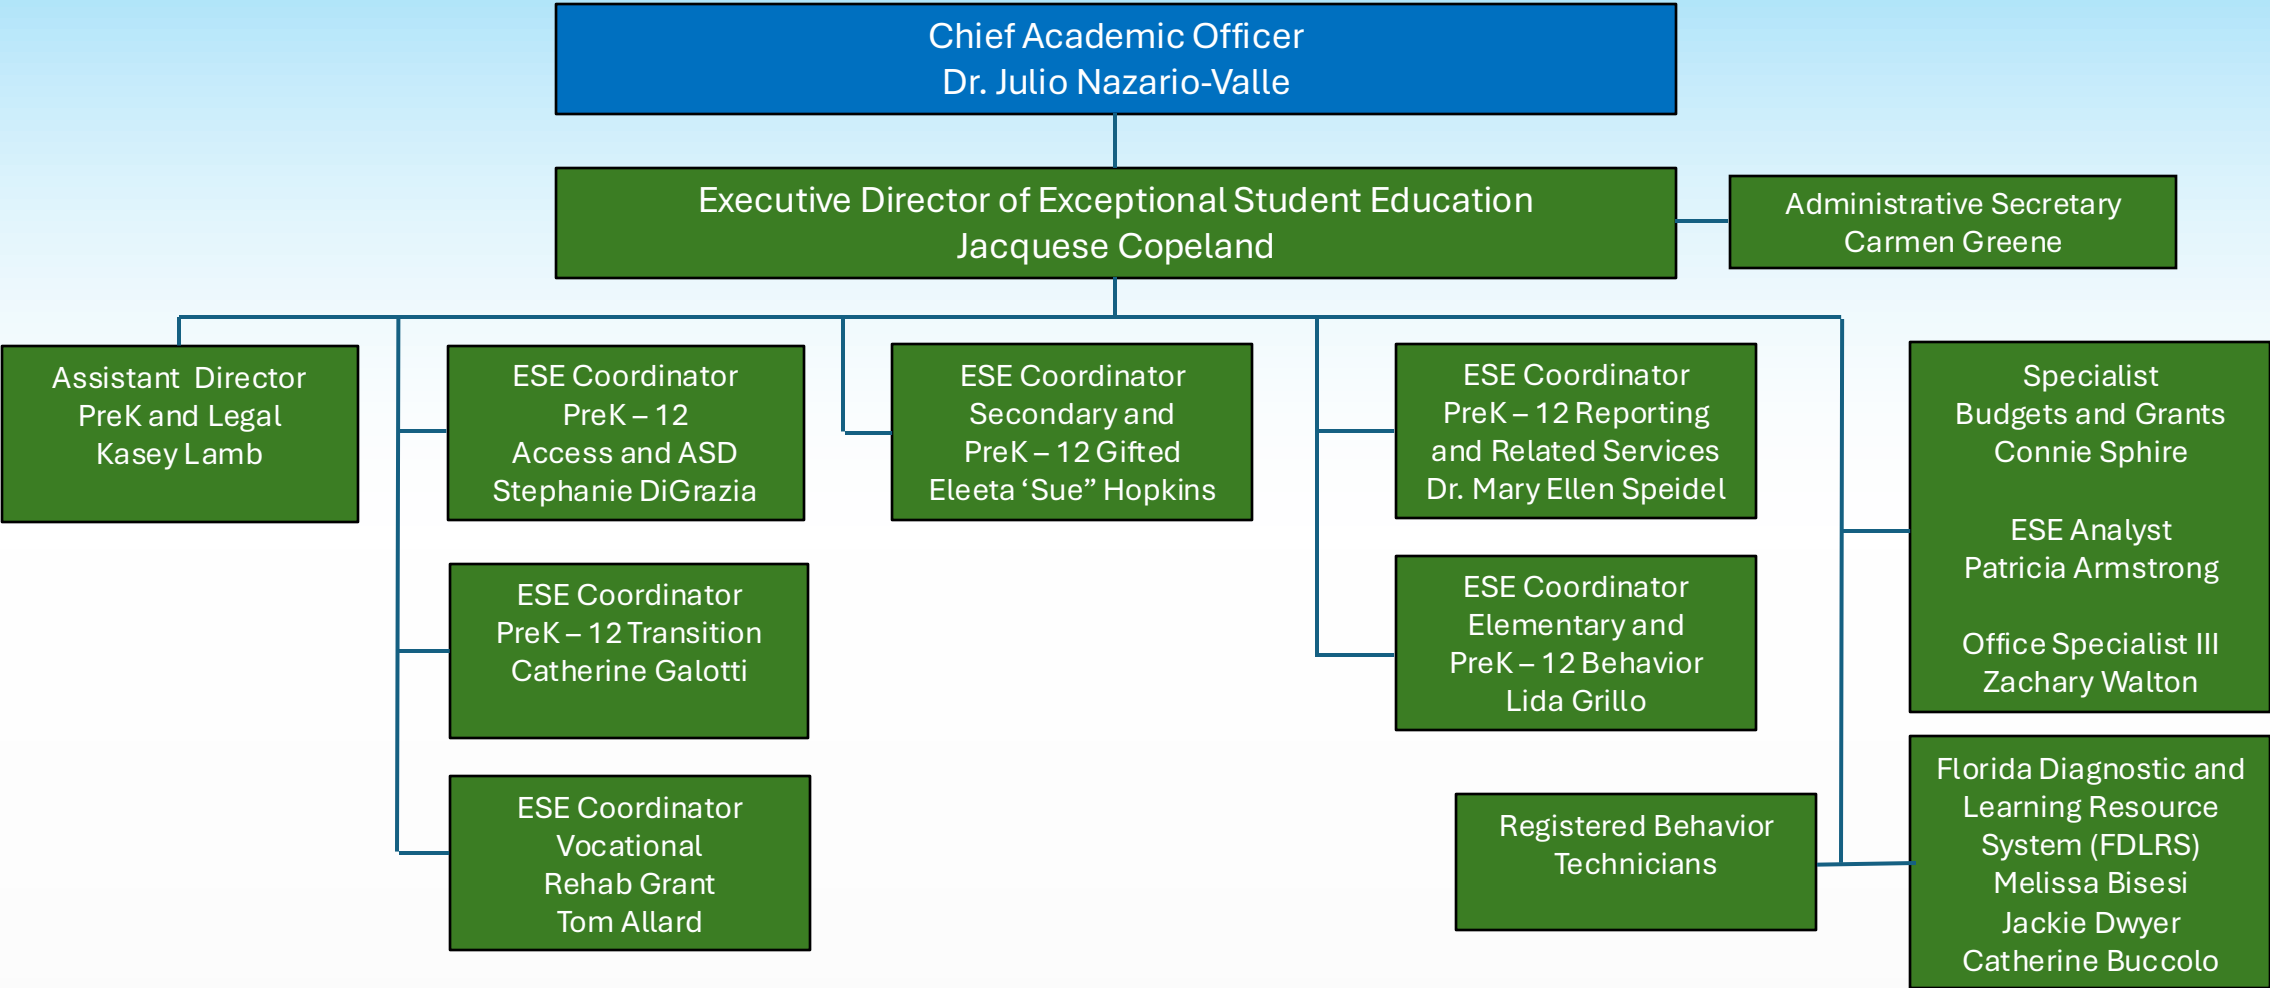 Chief Academic Officer
Dr. Julio Nazario-Valle
Executive Director of Exceptional Student Education
Jacquese Copeland
Administrative Secretary
Carmen Greene
Assistant Director
PreK and Legal
Kasey Lamb
ESE Coordinator
PreK – 12
Access and ASD
Stephanie DiGrazia
ESE Coordinator
Secondary and
PreK – 12 Gifted
Eleeta ‘Sue” Hopkins
ESE Coordinator
PreK – 12 Reporting
and Related Services
Dr. Mary Ellen Speidel
Specialist
Budgets and Grants
Connie Sphire
ESE Analyst
Patricia Armstrong
Office Specialist III
Zachary Walton
ESE Coordinator
PreK – 12 Transition
Catherine Galotti
ESE Coordinator
Elementary and
PreK – 12 Behavior
Lida Grillo
ESE Coordinator
Vocational
Rehab Grant
Tom Allard
Registered Behavior
Technicians
Florida Diagnostic and
Learning Resource
System (FDLRS)
Melissa Bisesi
Jackie Dwyer
Catherine Buccolo